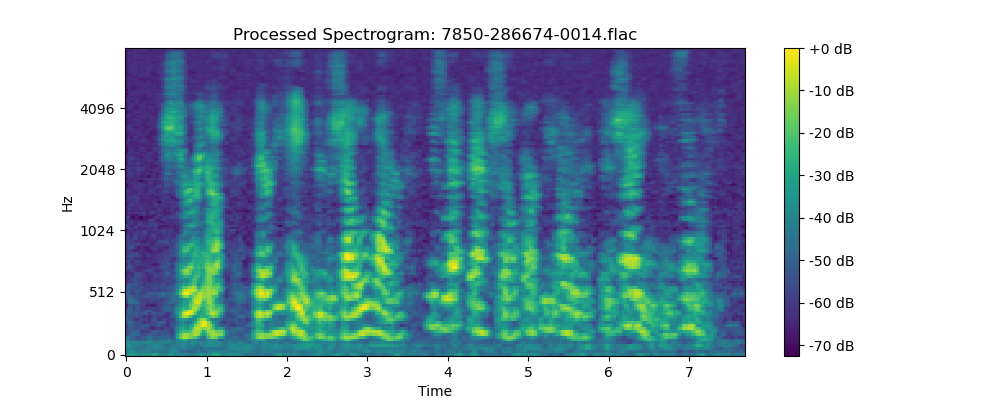 Processed Spectrogram: 7850-286674-0014.flac
Hz
4096
2048
1024
512
0
0 1 2 3 4 5 6 7
Time
+0 dB
-10 dB
-20 dB
-30 dB
-40 dB
-50 dB
-60 dB
-70 dB